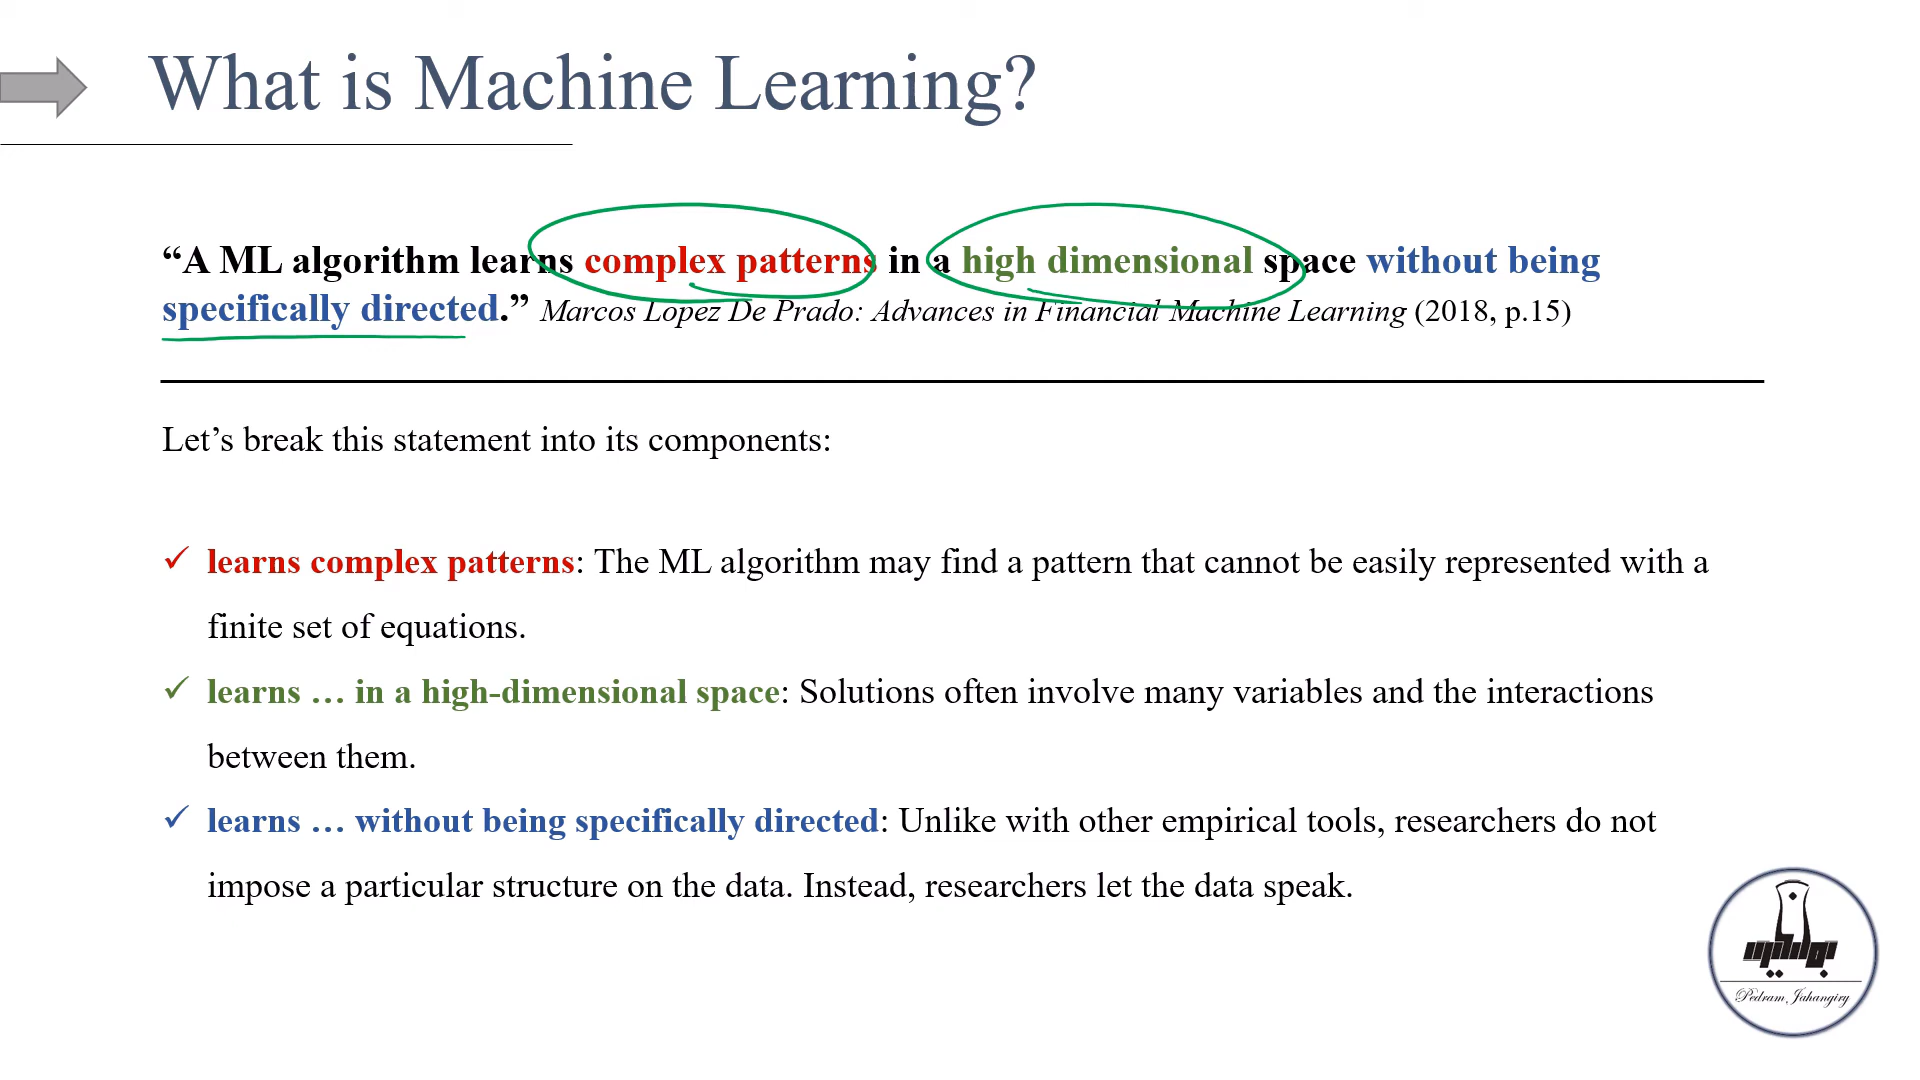 What is Machine Learning?
“A ML algorithm learns complex patterns in a high dimensional space without being
specifically directed.” Marcos Lopez De Prado: Advances in Financial Machine Learning (2018, p.15)
Let’s break this statement into its components:
✓ learns complex patterns: The ML algorithm may find a pattern that cannot be easily represented with a
finite set of equations.
✓ learns … in a high-dimensional space: Solutions often involve many variables and the interactions
between them.
✓ learns … without being specifically directed: Unlike with other empirical tools, researchers do not
impose a particular structure on the data. Instead, researchers let the data speak.
Pedram, Jahangiry